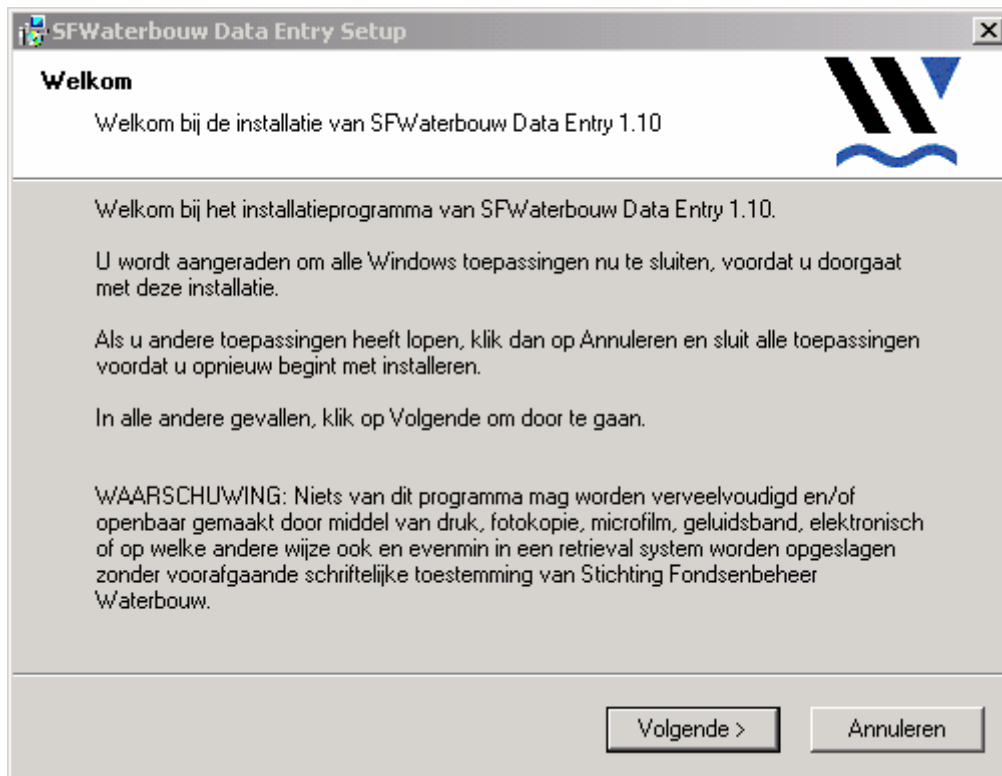 SFWaterbouw Data Entry Setup
Welkom
Welkom bij de installatie van SFWaterbouw Data Entry 1.10
Welkom bij het installatieprogramma van SFWaterbouw Data Entry 1.10.
U wordt aangeraden om alle Windows toepassingen nu te sluiten, voordat u doorgaat
met deze installatie.
Als u andere toepassingen heeft lopen, klik dan op Annuleren en sluit alle toepassingen
voordat u opnieuw begint met installeren.
In alle andere gevallen, klik op Volgende om door te gaan.
WAARSCHUWING: Niets van dit programma mag worden verveelvoudigd en/of
openbaar gemaakt door middel van druk, fotokopie, microfilm, geluidsband, elektronisch
of op welke andere wijze ook en evenmin in een retrieval system worden opgeslagen
zonder voorafgaande schriftelijke toestemming van Stichting Fondsenbeheer
Waterbouw.
Volgende >
Annuleren